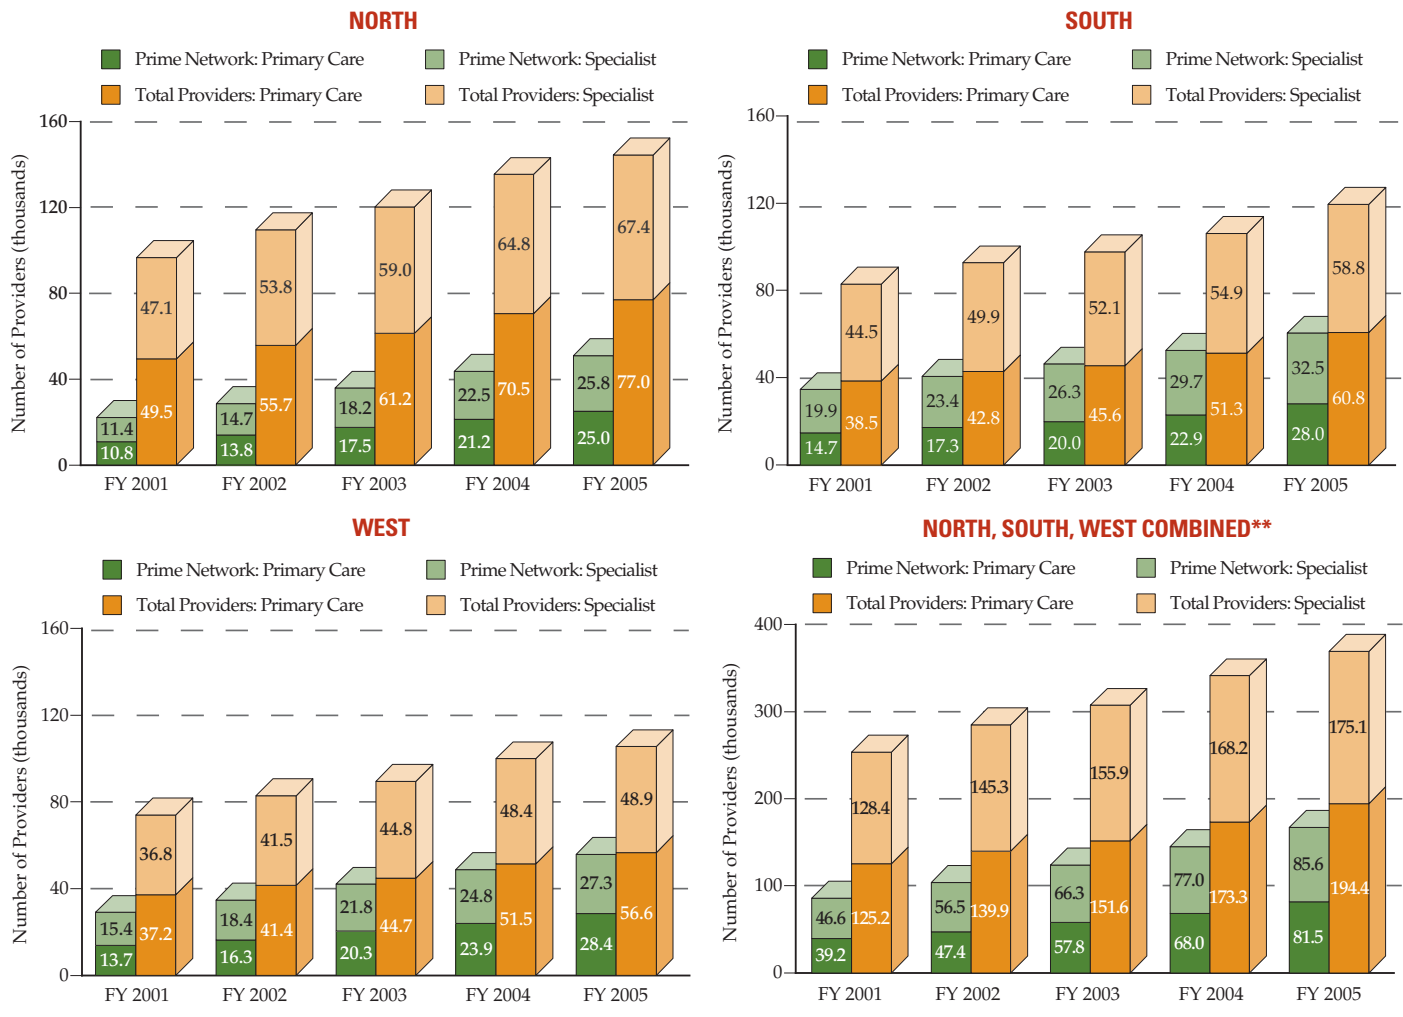 NORTH
Prime Network: Primary Care
Prime Network: Specialist
Total Providers: Primary Care
Total Providers: Specialist
Number of Providers (thousands)
160
120
80
40
0
47.1
49.5
11.4
10.8
53.8
55.7
14.7
13.8
59.0
61.2
18.2
17.5
64.8
70.5
22.5
21.2
67.4
77.0
25.8
25.0
FY 2001
FY 2002
FY 2003
FY 2004
FY 2005
SOUTH
Prime Network: Primary Care
Prime Network: Specialist
Total Providers: Primary Care
Total Providers: Specialist
Number of Providers (thousands)
160
120
80
40
0
44.5
38.5
19.9
14.7
49.9
42.8
23.4
17.3
52.1
45.6
26.3
20.0
54.9
51.3
29.7
22.9
58.8
60.8
32.5
28.0
FY 2001
FY 2002
FY 2003
FY 2004
FY 2005
WEST
Prime Network: Primary Care
Prime Network: Specialist
Total Providers: Primary Care
Total Providers: Specialist
Number of Providers (thousands)
160
120
80
40
0
36.8
37.2
15.4
13.7
41.5
41.4
18.4
16.3
44.8
44.7
21.8
20.3
48.4
51.5
24.8
23.9
48.9
56.6
27.3
28.4
FY 2001
FY 2002
FY 2003
FY 2004
FY 2005
NORTH, SOUTH, WEST COMBINED**
Prime Network: Primary Care
Prime Network: Specialist
Total Providers: Primary Care
Total Providers: Specialist
Number of Providers (thousands)
400
300
200
100
0
128.4
125.2
46.6
39.2
145.3
139.9
56.5
47.4
155.9
151.6
66.3
57.8
168.2
173.3
77.0
68.0
175.1
194.4
85.6
81.5
FY 2001
FY 2002
FY 2003
FY 2004
FY 2005